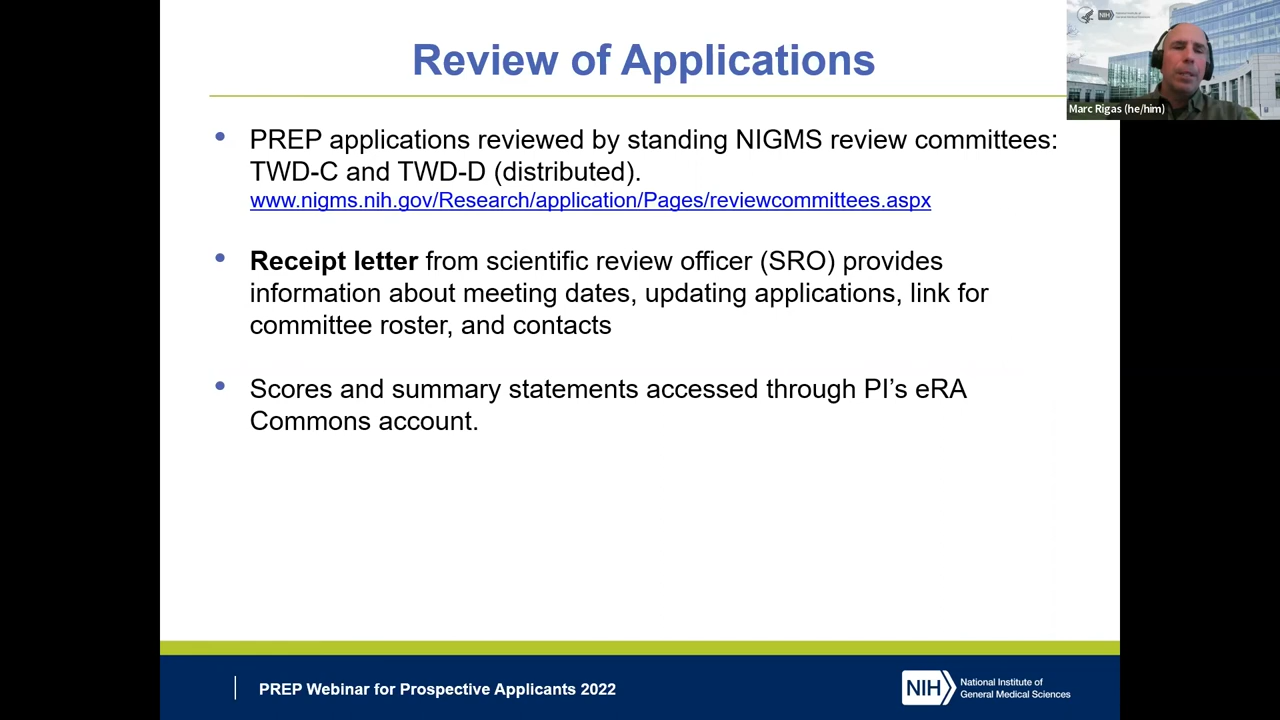 Review of Applications
NIH
Marc Rigas (he/him)
• PREP applications reviewed by standing NIGMS review committees:
TWD-C and TWD-D (distributed).
www.nigms.nih.gov/Research/application/Pages/reviewcommittees.aspx
• Receipt letter from scientific review officer (SRO) provides
information about meeting dates, updating applications, link for
committee roster, and contacts
• Scores and summary statements accessed through PI’s eRA
Commons account.
PREP Webinar for Prospective Applicants 2022
NIH
National Institute of
General Medical Sciences